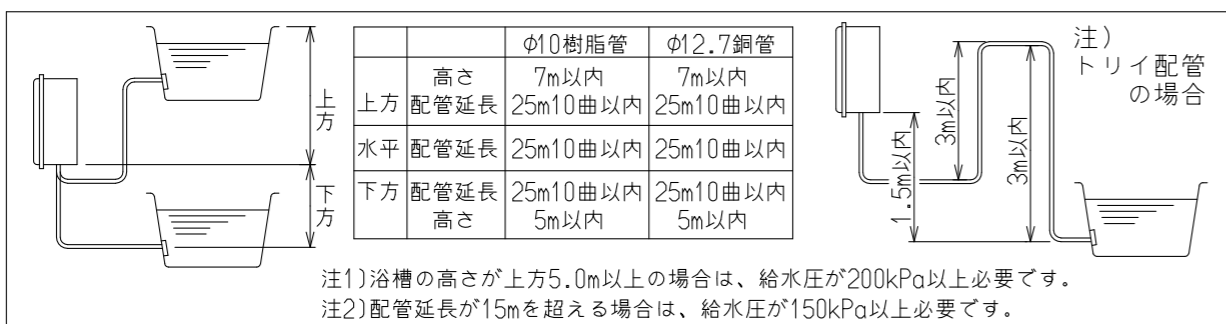 上方
下方
φ10樹脂管 φ12.7銅管
上方 高さ 7m以内 7m以内
配管延長 25m10曲以内 25m10曲以内
水平 配管延長 25m10曲以内 25m10曲以内
下方 配管延長 25m10曲以内 25m10曲以内
高さ 5m以内 5m以内
注)
トリイ配管
の場合
3m以内
3m以内
1.5m以内
注1)浴槽の高さが上方5.0m以上の場合は、給水圧が200kPa以上必要です。
注2)配管延長が15mを超える場合は、給水圧が150kPa以上必要です。